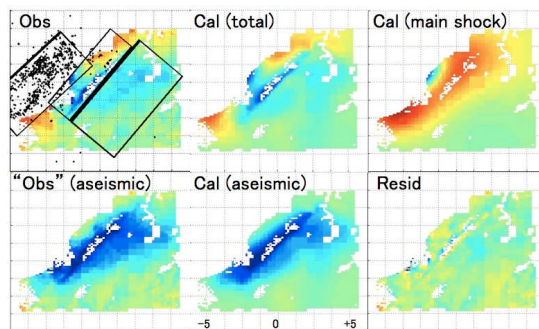 Obs
Cal (total)
Cal (main shock)
"Obs" (aseismic)
Cal (aseismic)
Resid
-5 0 +5